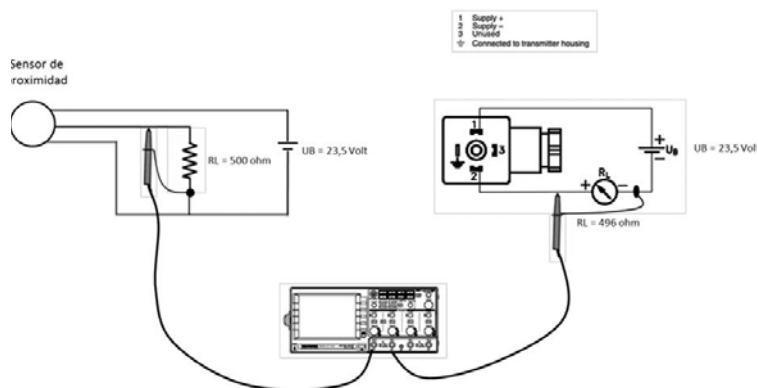 1 Supply +
2 Supply –
3 Unused
⏚ Connected to transmitter housing
Sensor de
roximidad
RL = 500 ohm
UB = 23,5 Volt
1
3
2
+
–
UB
RL
+ –
UB = 23,5 Volt
RL = 496 ohm